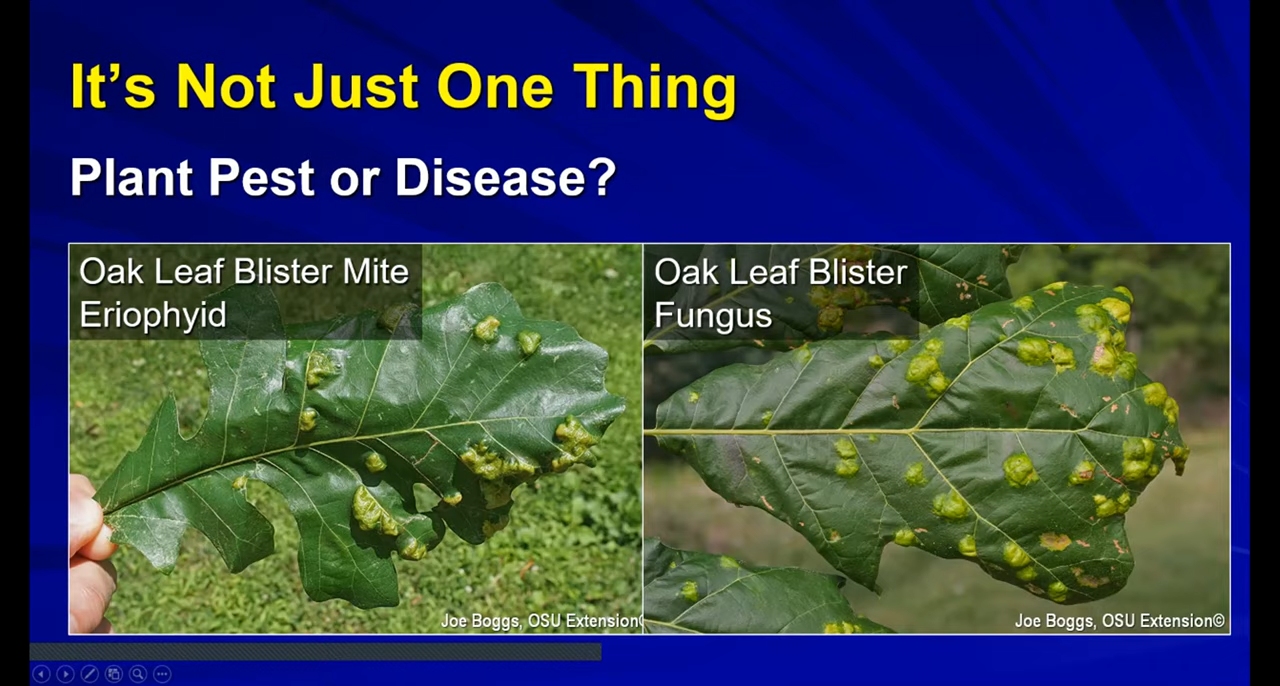 It's Not Just One Thing
Plant Pest or Disease?
Oak Leaf Blister Mite
Eriophyid
Oak Leaf Blister
Fungus
Joe Boggs, OSU Extension©
Joe Boggs, OSU Extension©